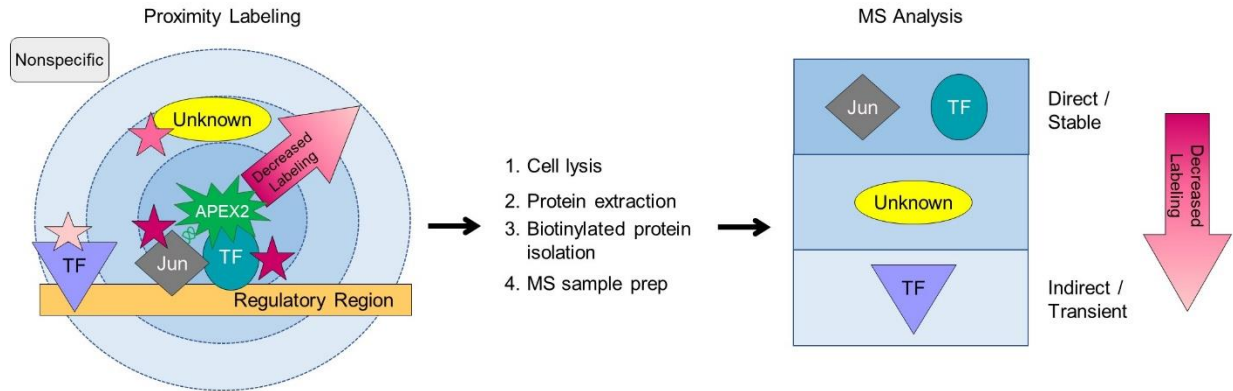 Proximity Labeling
Nonspecific
Unknown
Decreased
Labeling
APEX2
TF
Jun
TF
Regulatory Region
1. Cell lysis
2. Protein extraction
3. Biotinylated protein
isolation
4. MS sample prep
MS Analysis
Jun
TF
Direct /
Stable
Unknown
Decreased
Labeling
TF
Indirect /
Transient